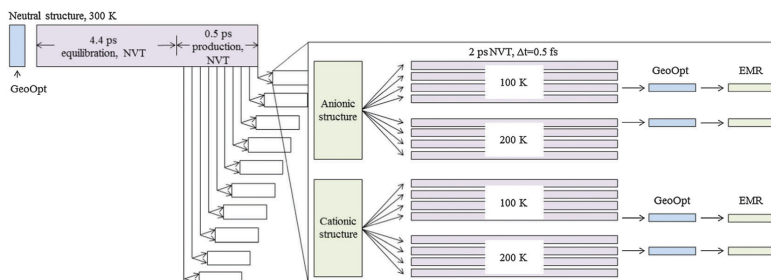 Neutral structure, 300 K
4.4 ps
equilibration, NVT
0.5 ps
production,
NVT
GeoOpt
2 ps NVT, Δt=0.5 fs
Anionic
structure
100 K
200 K
GeoOpt
EMR
Cationic
structure
100 K
200 K
GeoOpt
EMR